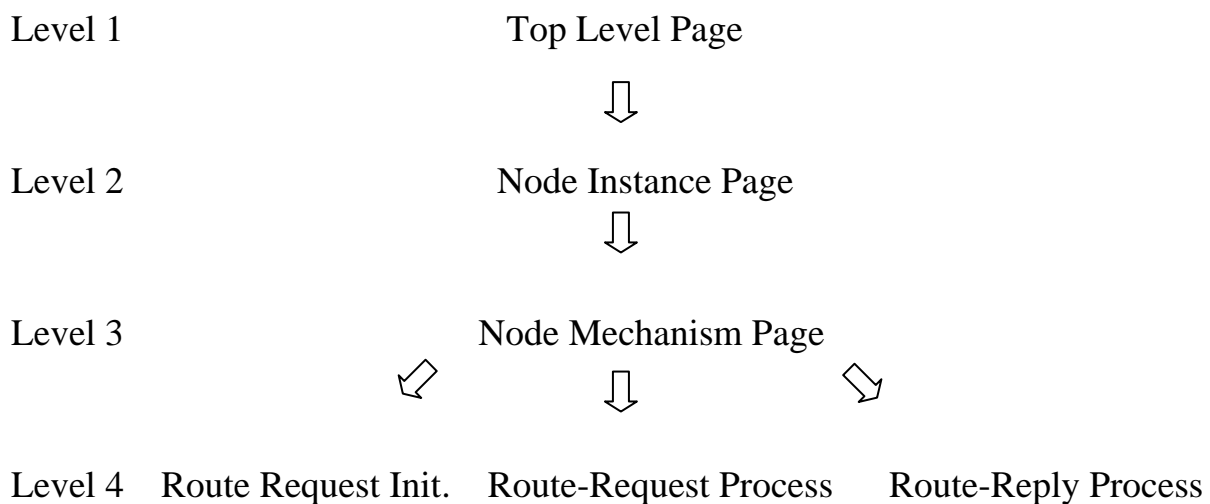 Level 1 Top Level Page
Level 2 Node Instance Page
Level 3 Node Mechanism Page
Level 4 Route Request Init. Route-Request Process Route-Reply Process